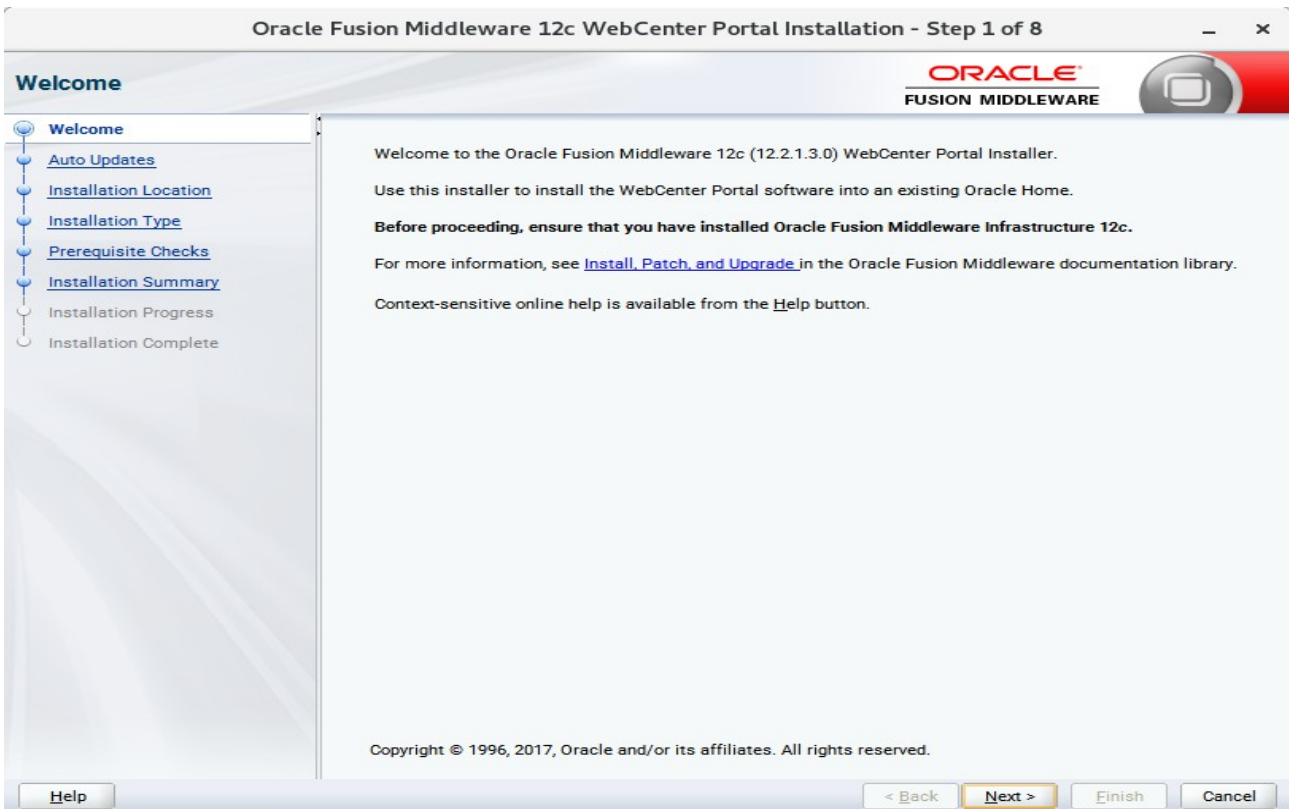 Oracle Fusion Middleware 12c WebCenter Portal Installation - Step 1 of 8
Welcome
ORACLE
FUSION MIDDLEWARE
Welcome
Auto Updates
Installation Location
Installation Type
Prerequisite Checks
Installation Summary
Installation Progress
Installation Complete
Welcome to the Oracle Fusion Middleware 12c (12.2.1.3.0) WebCenter Portal Installer.
Use this installer to install the WebCenter Portal software into an existing Oracle Home.
Before proceeding, ensure that you have installed Oracle Fusion Middleware Infrastructure 12c.
For more information, see Install, Patch, and Upgrade in the Oracle Fusion Middleware documentation library.
Context-sensitive online help is available from the Help button.
Copyright © 1996, 2017, Oracle and/or its affiliates. All rights reserved.
Help
< Back
Next >
Finish
Cancel